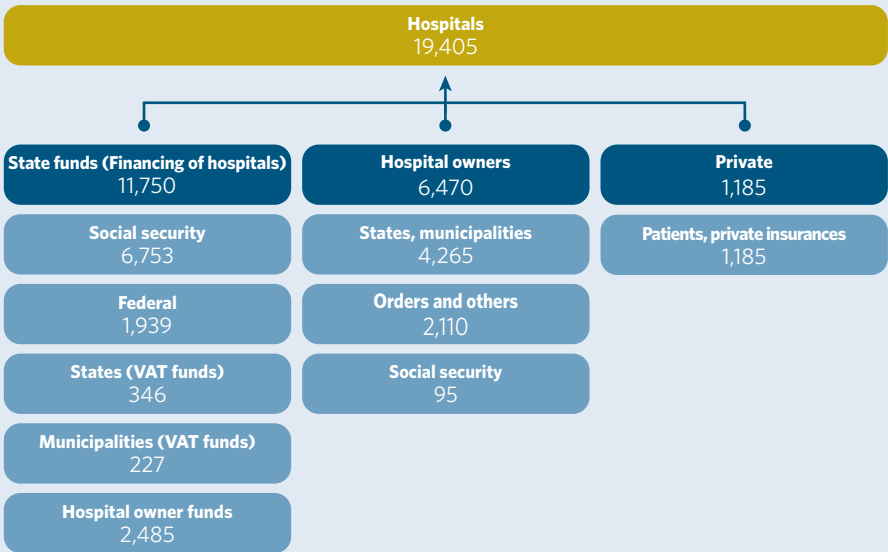 Hospitals
19,405
State funds (Financing of hospitals)
11,750
Social security
6,753
Federal
1,939
States (VAT funds)
346
Municipalities (VAT funds)
227
Hospital owner funds
2,485
Hospital owners
6,470
States, municipalities
4,265
Orders and others
2,110
Social security
95
Private
1,185
Patients, private insurances
1,185